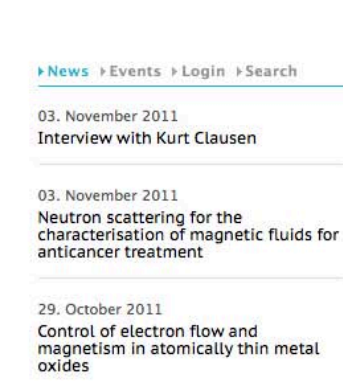 News Events Login Search
03. November 2011
Interview with Kurt Clausen
03. November 2011
Neutron scattering for the
characterisation of magnetic fluids for
anticancer treatment
29. October 2011
Control of electron flow and
magnetism in atomically thin metal
oxides